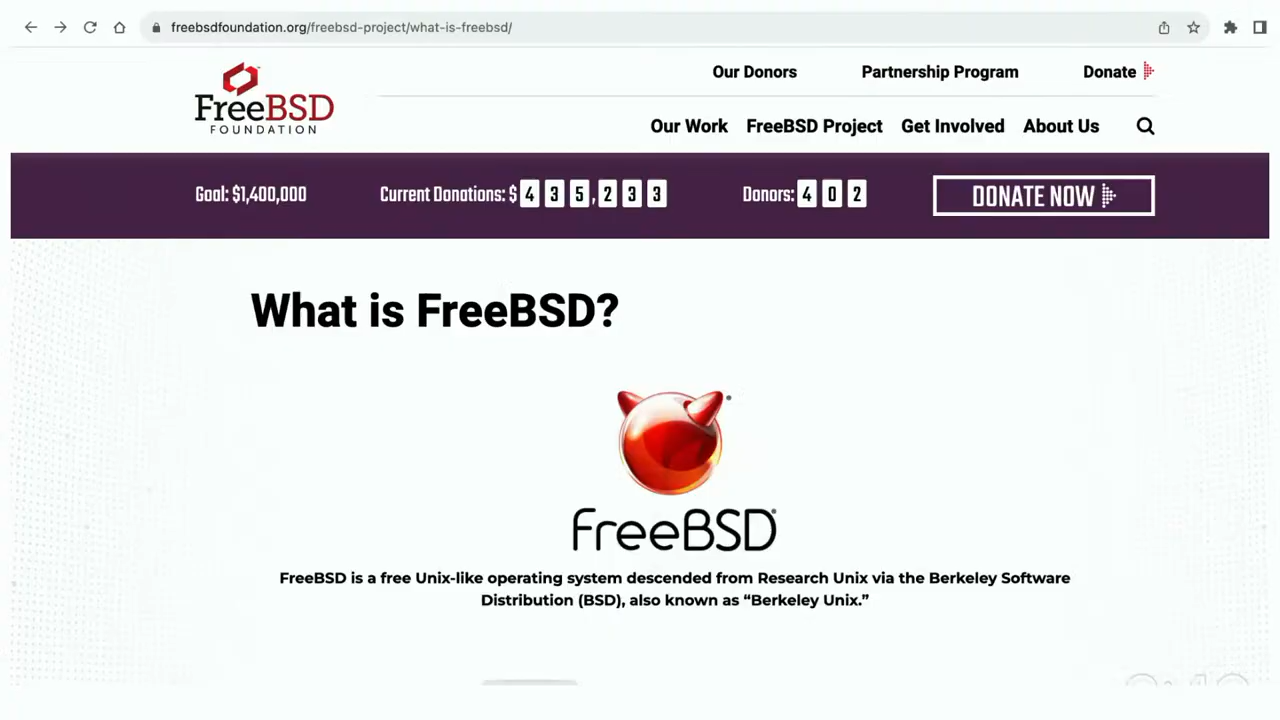 freebsdfoundation.org/freebsd-project/what-is-freebsd/
FreeBSD
FOUNDATION
Our Donors Partnership Program Donate
Our Work FreeBSD Project Get Involved About Us
Goal: $1,400,000 Current Donations: $ 435,233 Donors: 402 DONATE NOW
What is FreeBSD?
FreeBSD
FreeBSD is a free Unix-like operating system descended from Research Unix via the Berkeley Software
Distribution (BSD), also known as “Berkeley Unix.”